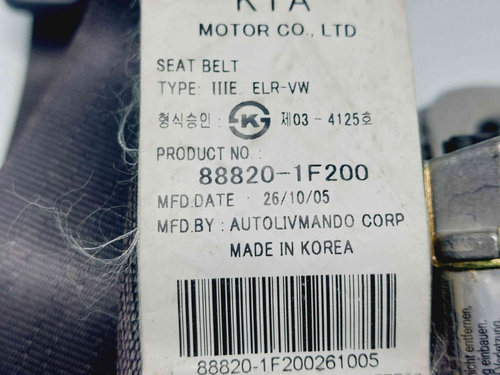 KIA
MOTOR CO., LTD
SEAT BELT
TYPE: IIIE. ELR-VW
형식승인 : 제03 - 4125호
PRODUCT NO.:
88820-1F200
MFD.DATE : 26/10/05
MFD.BY : AUTOLIVMANDO CORP
MADE IN KOREA
88820-1F200261005
einbauen.